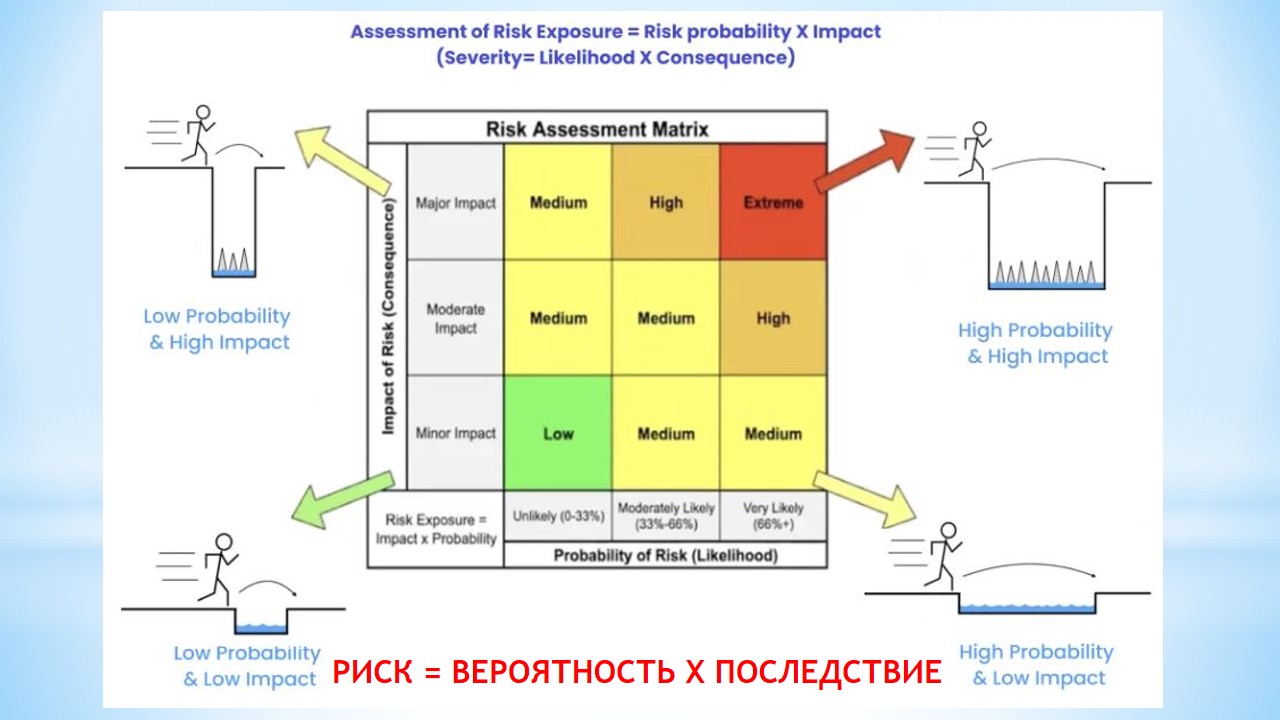 Assessment of Risk Exposure = Risk probability X Impact
(Severity= Likelihood X Consequence)
Risk Assessment Matrix
Impact of Risk (Consequence)
Major Impact
Medium
High
Extreme
Moderate
Impact
Medium
Medium
High
Minor Impact
Low
Medium
Medium
Risk Exposure =
Impact x Probability
Unlikely (0-33%)
Moderately Likely
(33%-66%)
Very Likely
(66%+)
Probability of Risk (Likelihood)
Low Probability
& High Impact
High Probability
& High Impact
Low Probability
& Low Impact
High Probability
& Low Impact
РИСК = ВЕРОЯТНОСТЬ Х ПОСЛЕДСТВИЕ